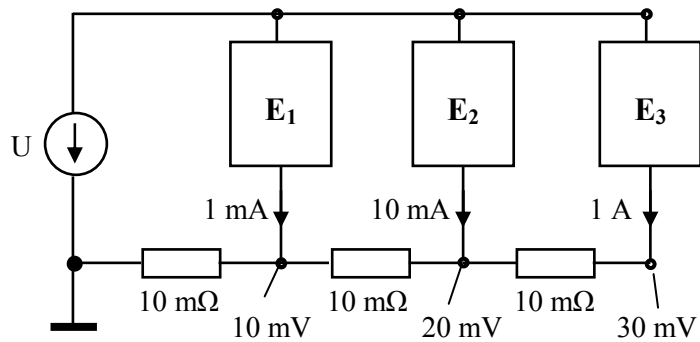 E₁ E₂ E₃
U
1 mA 10 mA 1 A
10 mΩ 10 mΩ 10 mΩ
10 mV 20 mV 30 mV